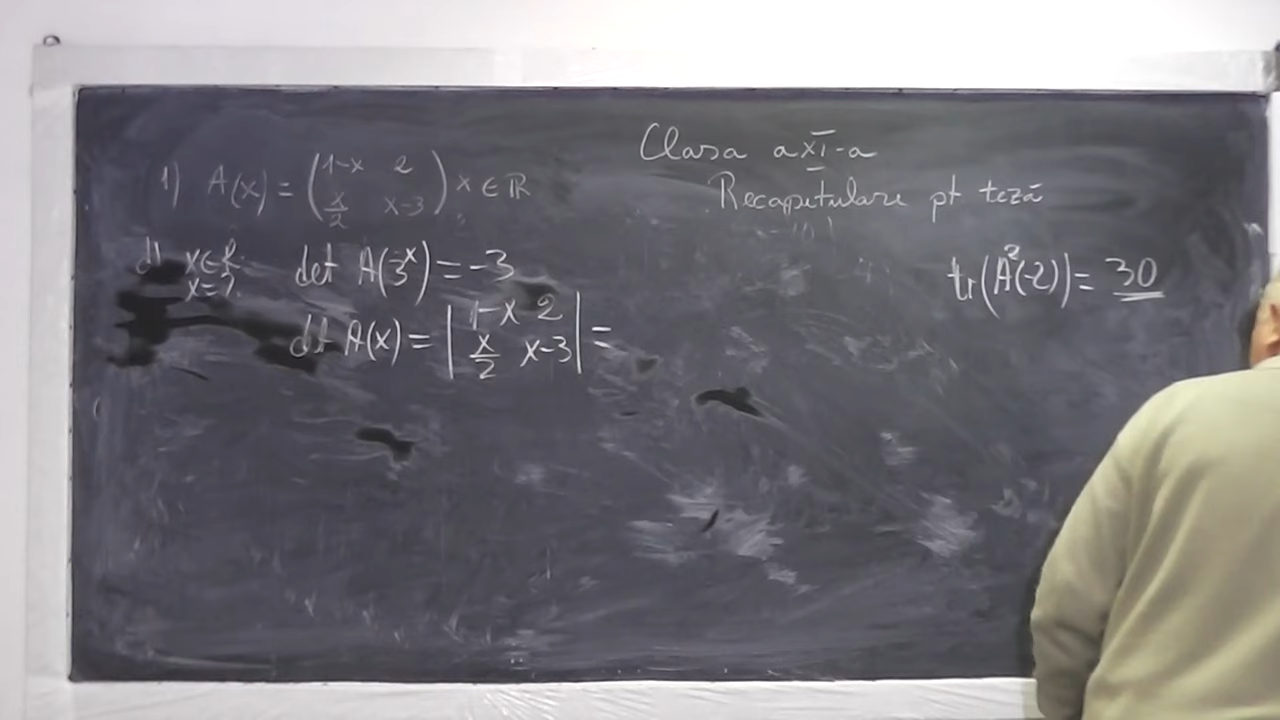 Clasa a XI-a
Recapitulare pt teză
1) A(x) = (1-x 2
x/2 x-3) x ∈ ℝ
d) x ∈ ℝ
x = ?
det A(3^x) = -3
det A(x) = |1-x 2
x/2 x-3| =
tr(A²(-2)) = 30